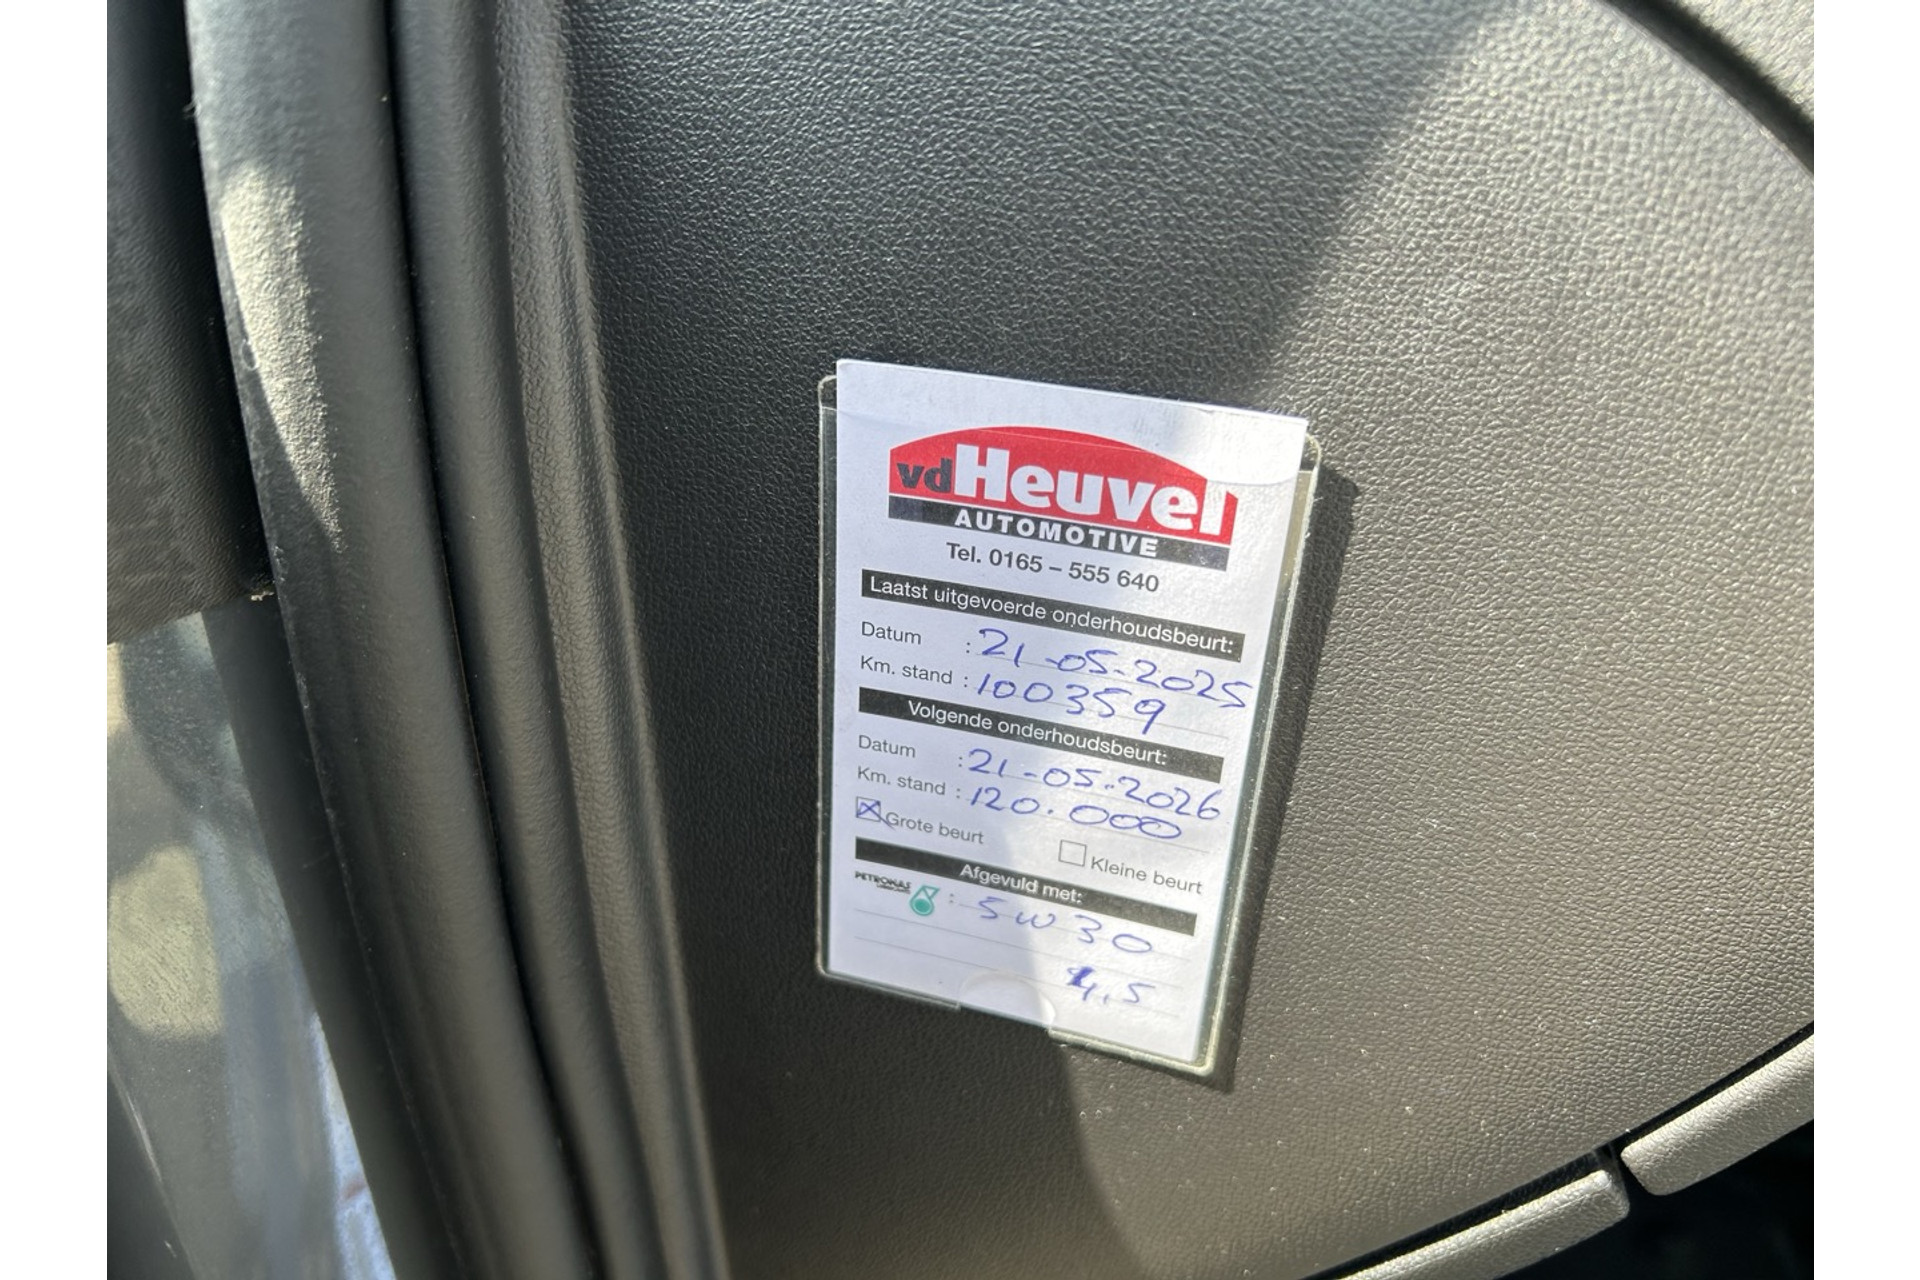 vdHeuvel
AUTOMOTIVE
Tel. 0165 – 555 640
Laatst uitgevoerde onderhoudsbeurt:
Datum : 21-05-2025
Km. stand : 100359
Volgende onderhoudsbeurt:
Datum : 21-05-2026
Km. stand : 120.000
Grote beurt Kleine beurt
Afgevuld met:
PETRONAS : 5W30
4,5